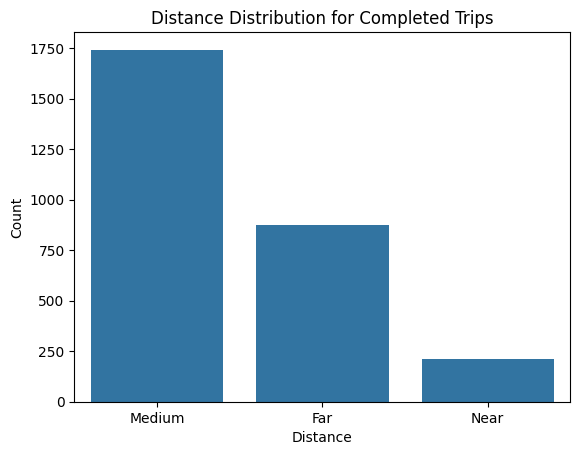 Distance Distribution for Completed Trips
1750
1500
1250
1000
750
500
250
0
Count
Medium Far Near
Distance